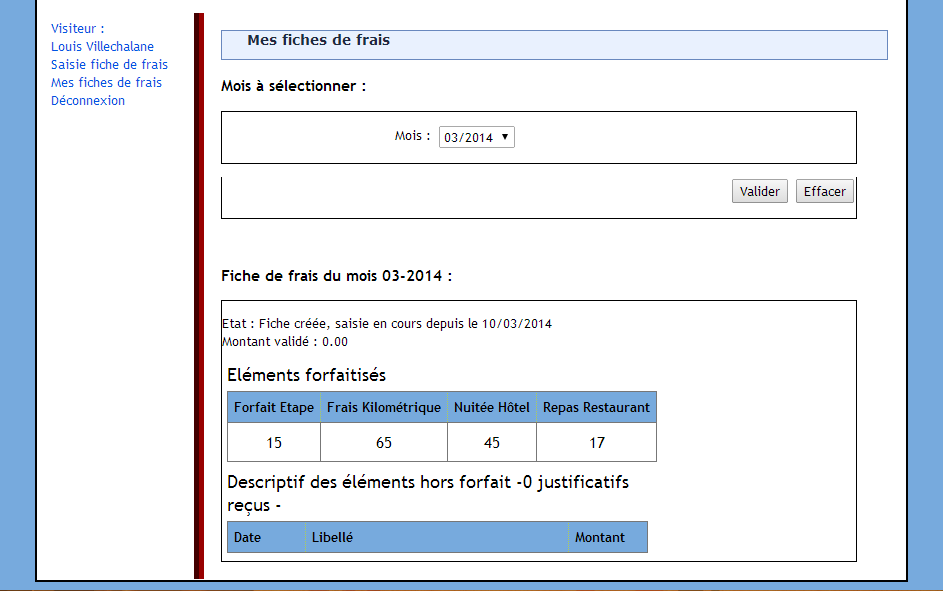 Visiteur :
Louis Villechalane
Saisie fiche de frais
Mes fiches de frais
Déconnexion
Mes fiches de frais
Mois à sélectionner :
Mois : 03/2014
Valider Effacer
Fiche de frais du mois 03-2014 :
Etat : Fiche créée, saisie en cours depuis le 10/03/2014
Montant validé : 0.00
Eléments forfaitisés
Forfait Etape Frais Kilométrique Nuitée Hôtel Repas Restaurant
15 65 45 17
Descriptif des éléments hors forfait -0 justificatifs
reçus -
Date Libellé Montant